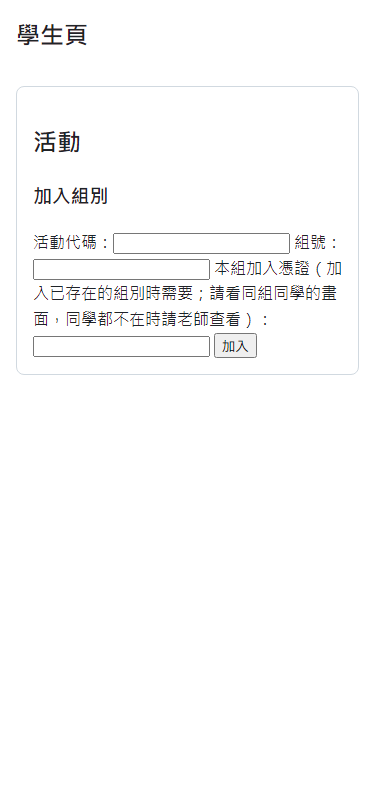 學生頁
活動
加入組別
活動代碼： 組號：
本組加入憑證（加
入已存在的組別時需要；請看同組同學的畫
面，同學都不在時請老師查看）：
加入